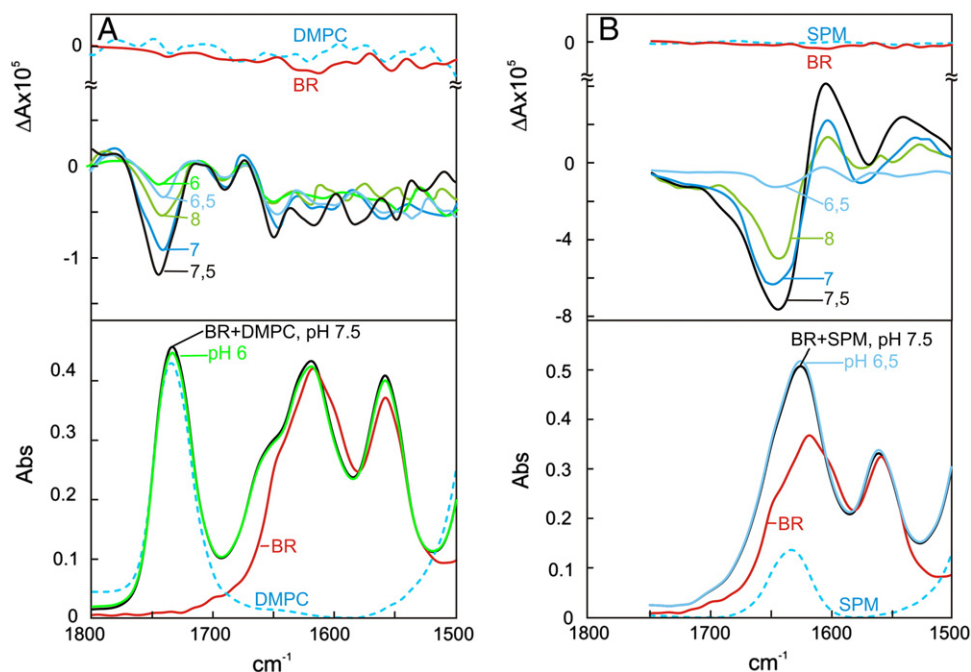 A
DMPC
0
BR
ΔAx10⁵
0
6
6,5
8
7
-1
7,5
BR+DMPC, pH 7.5
pH 6
0.4
0.3
Abs
0.2
0.1
BR
DMPC
0
1800 1700 1600 1500
cm⁻¹
B
SPM
0
BR
ΔAx10⁵
0
6,5
-4
8
7
7,5
-8
BR+SPM, pH 7.5
pH 6,5
0.5
0.4
0.3
Abs
0.2
0.1
BR
SPM
0
1800 1700 1600 1500
cm⁻¹